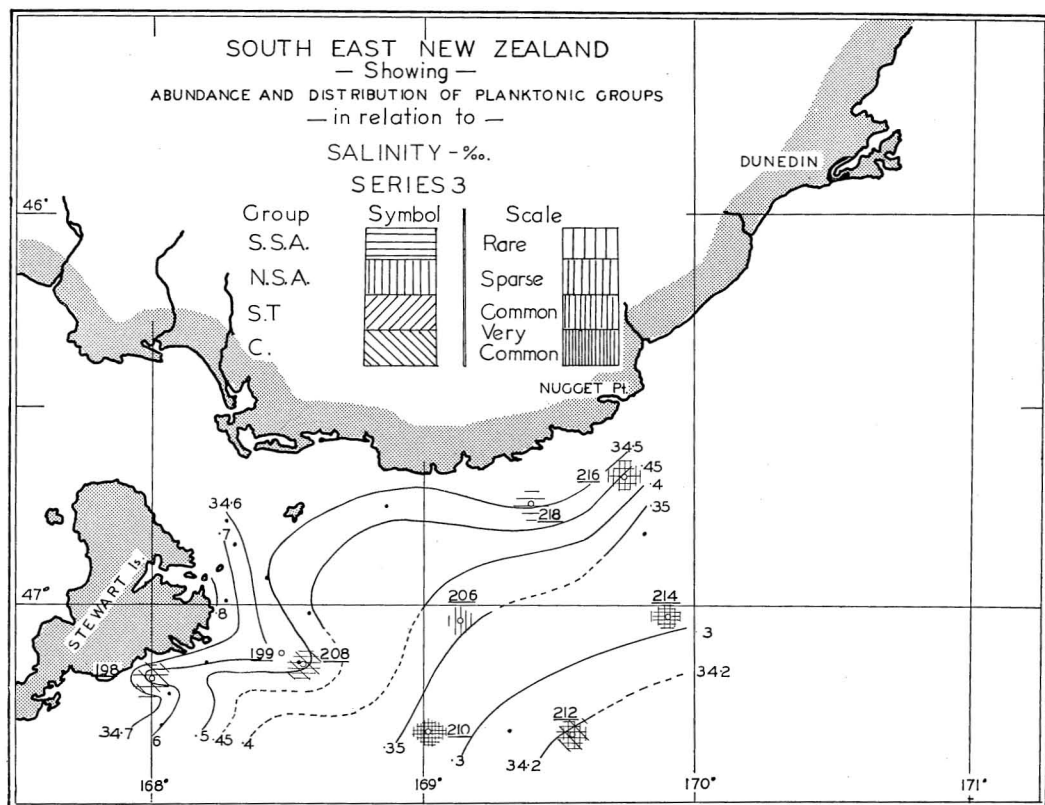 SOUTH EAST NEW ZEALAND
— Showing —
ABUNDANCE AND DISTRIBUTION OF PLANKTONIC GROUPS
— in relation to —
SALINITY - ‰.
SERIES 3
Group Symbol Scale
S.S.A. Rare
N.S.A. Sparse
S.T Common
C. Very Common
DUNEDIN
46°
NUGGET Pt.
34·5
·45
·4
·35
216
218
34·6
·7
·8
STEWART Is.
47°
206
214
·3
34·2
198
199
208
34·7
·6
·5
·45
·4
·35
210
·3
212
34·2
168°
169°
170°
171°